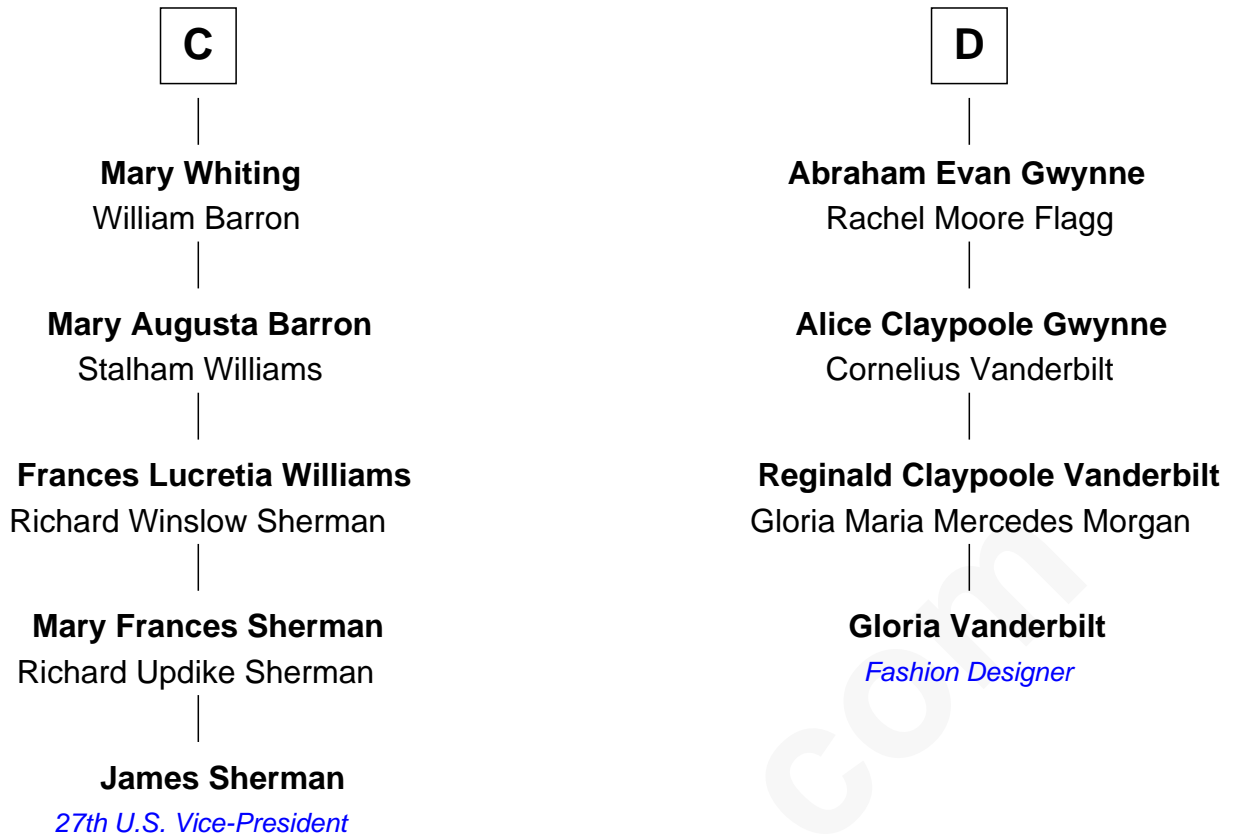 C
Mary Whiting
William Barron
Mary Augusta Barron
Stalham Williams
Frances Lucretia Williams
Richard Winslow Sherman
Mary Frances Sherman
Richard Updike Sherman
James Sherman
27th U.S. Vice-President
D
Abraham Evan Gwynne
Rachel Moore Flagg
Alice Claypoole Gwynne
Cornelius Vanderbilt
Reginald Claypoole Vanderbilt
Gloria Maria Mercedes Morgan
Gloria Vanderbilt
Fashion Designer
com